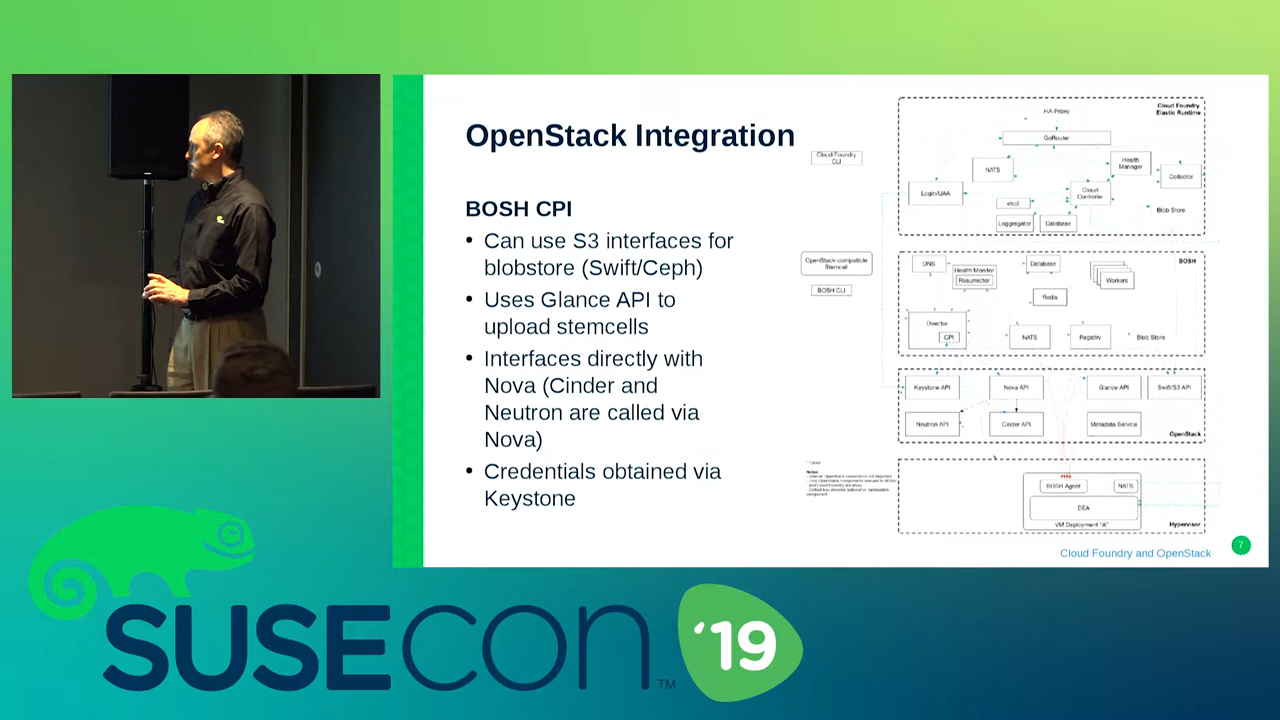 OpenStack Integration
BOSH CPI
• Can use S3 interfaces for
blobstore (Swift/Ceph)
• Uses Glance API to
upload stemcells
• Interfaces directly with
Nova (Cinder and
Neutron are called via
Nova)
• Credentials obtained via
Keystone
Cloud Foundry
CLI
OpenStack-compatible
Stemcell
BOSH CLI
Cloud Foundry
Elastic Runtime
HA Proxy
GoRouter
NATS
Health
Manager
Collector
Login/UAA
Cloud
Controller
etcd
Blob Store
Loggregator
Database
BOSH
DNS
Health Monitor
Resurrector
Database
Workers
Redis
Director
CPI
NATS
Registry
Blob Store
Keystone API
Nova API
Glance API
Swift/S3 API
Neutron API
Cinder API
Metadata Service
OpenStack
Notes
BOSH Agent
NATS
DEA
VM Deployment "A"
Hypervisor
Cloud Foundry and OpenStack
7
SUSECON
TM
'19